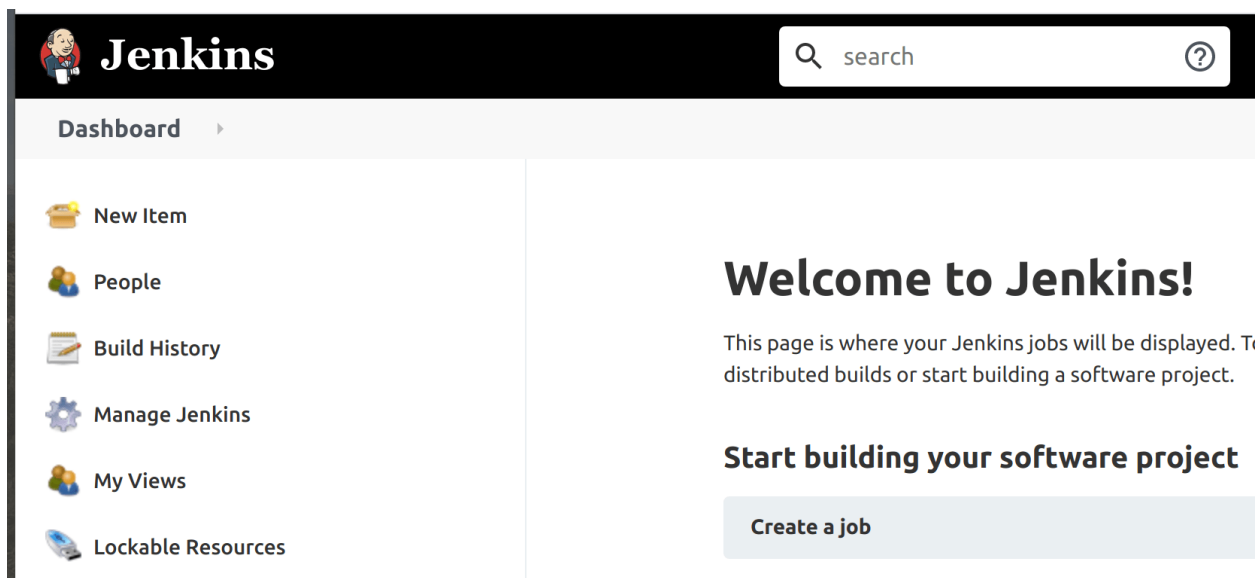 Jenkins
search
Dashboard
New Item
People
Build History
Manage Jenkins
My Views
Lockable Resources
Welcome to Jenkins!
This page is where your Jenkins jobs will be displayed. 
distributed builds or start building a software project.
Start building your software project
Create a job